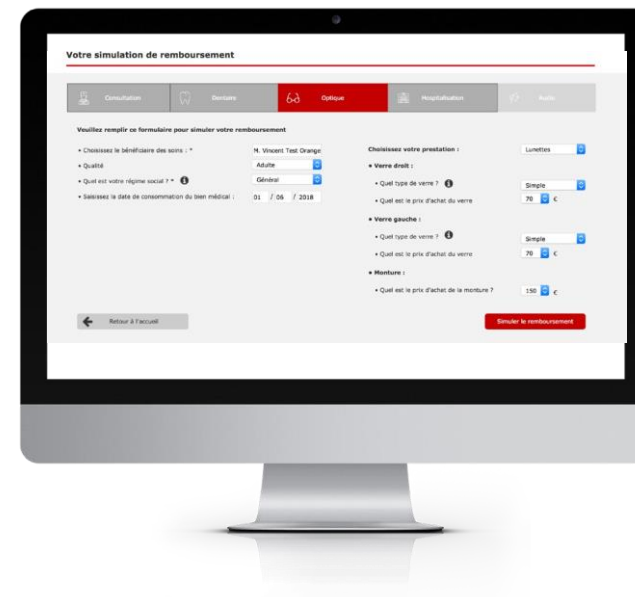 Votre simulation de remboursement
Consultation
Dentaire
Optique
Hospitalisation
Veuillez remplir ce formulaire pour simuler votre remboursement
• Choisissez le bénéficiaire des soins : * M. Vincent Test Orange
• Qualité Adulte
• Quel est votre régime social ? * Général
• Saisissez la date de consommation du bien médical : 01 / 06 / 2018
Choisissez votre prestation : Lunettes
• Verre droit :
• Quel type de verre ? Simple
• Quel est le prix d'achat du verre 70 €
• Verre gauche :
• Quel type de verre ? Simple
• Quel est le prix d'achat du verre 70 €
• Monture :
• Quel est le prix d'achat de la monture ? 150 €
Retour à l'accueil
Simuler le remboursement